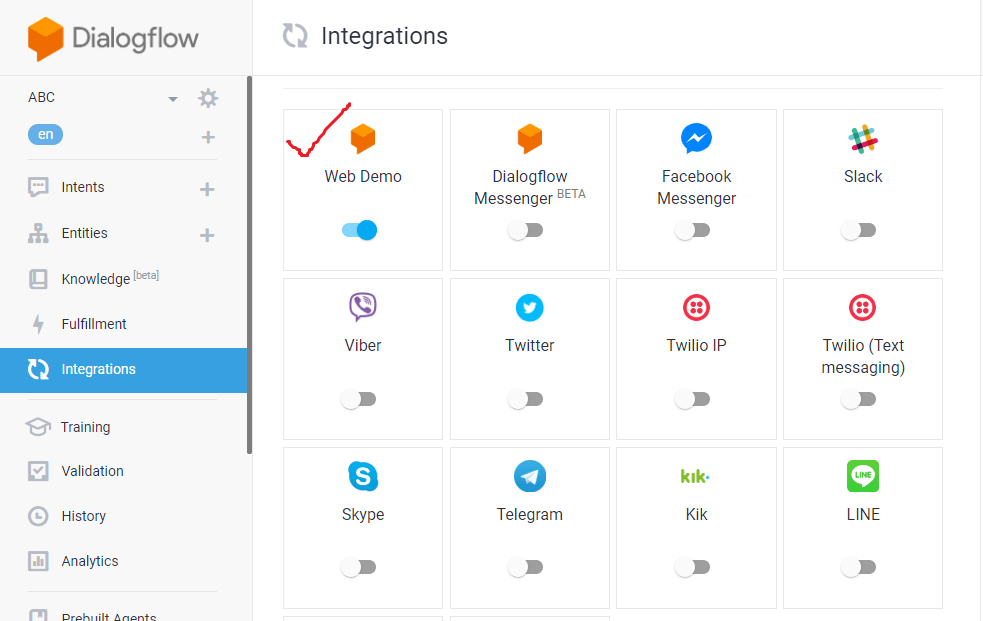 Dialogflow
Integrations
ABC
en
Intents
Entities
Knowledge [beta]
Fulfillment
Integrations
Training
Validation
History
Analytics
Prebuilt Agents
Web Demo
Dialogflow
Messenger BETA
Facebook
Messenger
Slack
Viber
Twitter
Twilio IP
Twilio (Text
messaging)
S
Skype
Telegram
kik
Kik
LINE
LINE